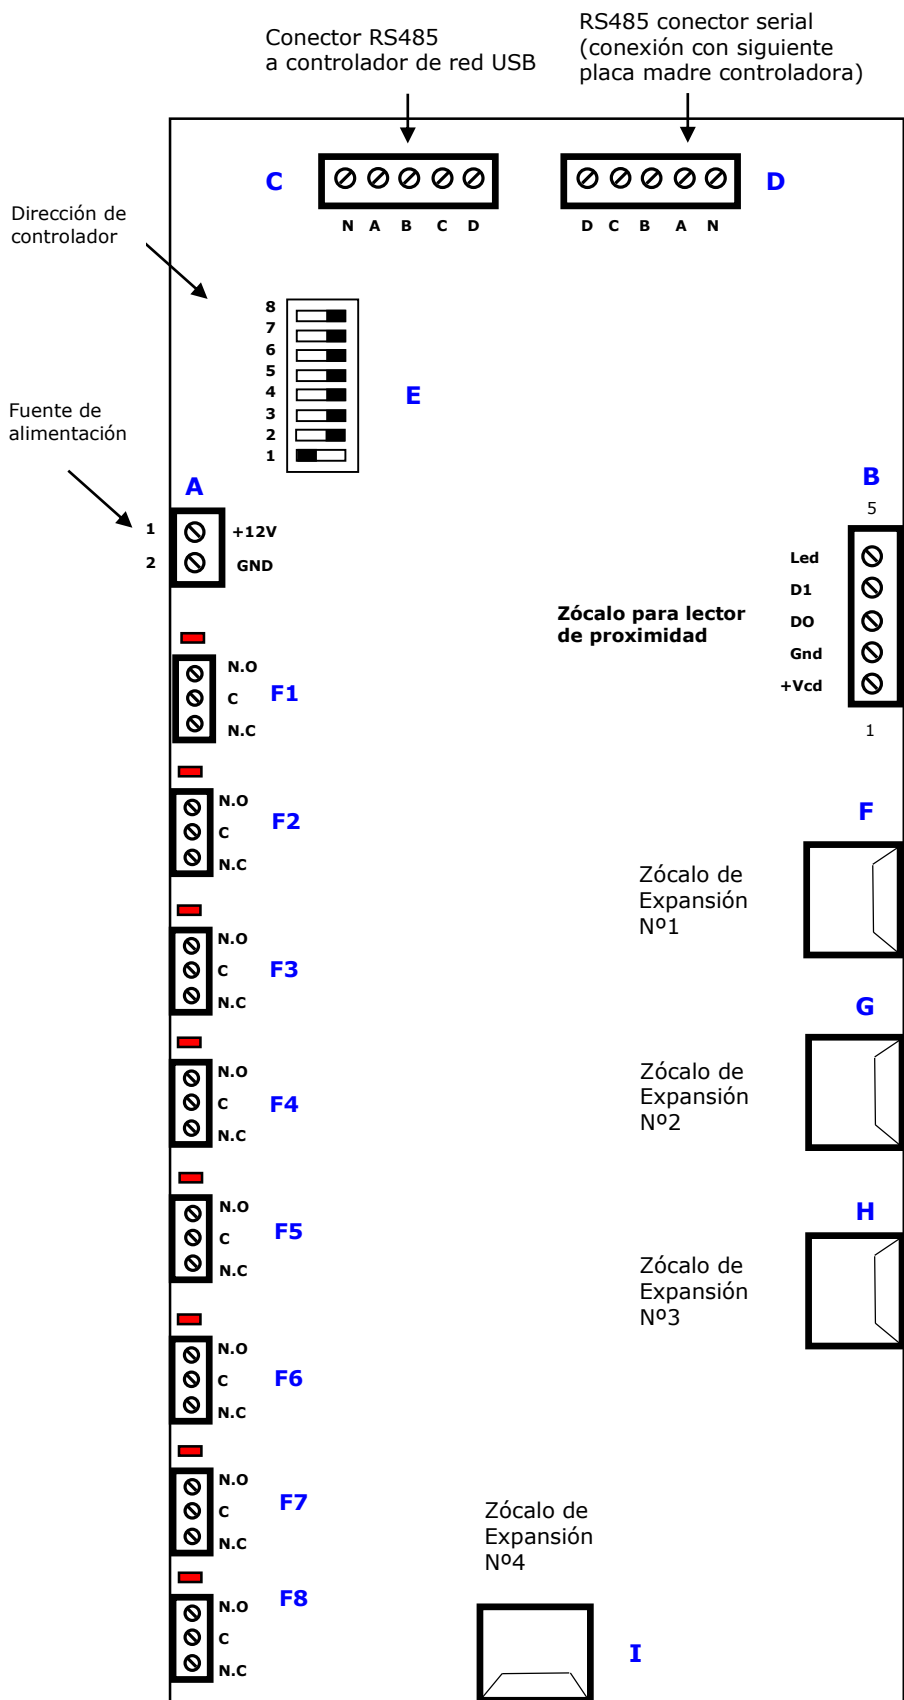 Conector RS485
a controlador de red USB
RS485 conector serial
(conexión con siguiente
placa madre controladora)
C
D
N A B C D
D C B A N
Dirección de
controlador
8
7
6
5
4
3
2
1
E
Fuente de
alimentación
A
1 +12V
2 GND
B
5
Led
D1
DO
Gnd
+Vcd
1
Zócalo para lector
de proximidad
N.O
C
N.C
F1
N.O
C
N.C
F2
F
Zócalo de
Expansión
Nº1
N.O
C
N.C
F3
G
Zócalo de
Expansión
Nº2
N.O
C
N.C
F4
H
Zócalo de
Expansión
Nº3
N.O
C
N.C
F5
N.O
C
N.C
F6
N.O
C
N.C
F7
Zócalo de
Expansión
Nº4
N.O
C
N.C
F8
I